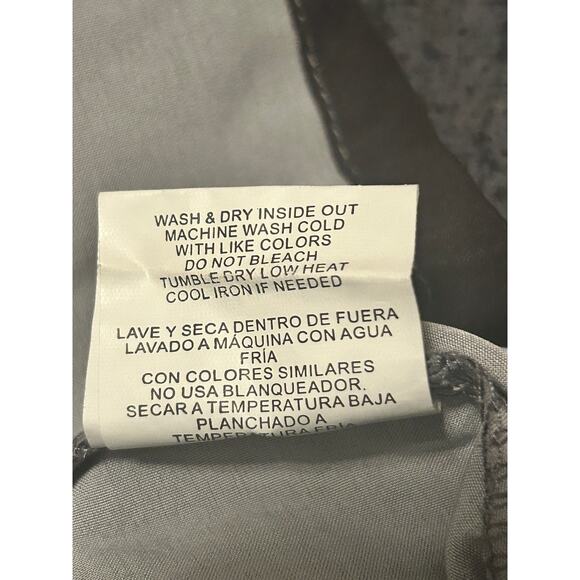 WASH & DRY INSIDE OUT
MACHINE WASH COLD
WITH LIKE COLORS
DO NOT BLEACH
TUMBLE DRY LOW HEAT
COOL IRON IF NEEDED
LAVE Y SECA DENTRO DE FUERA
LAVADO A MÁQUINA CON AGUA
FRÍA
CON COLORES SIMILARES
NO USA BLANQUEADOR.
SECAR A TEMPERATURA BAJA
PLANCHADO A
TEMPERATURA FRÍA